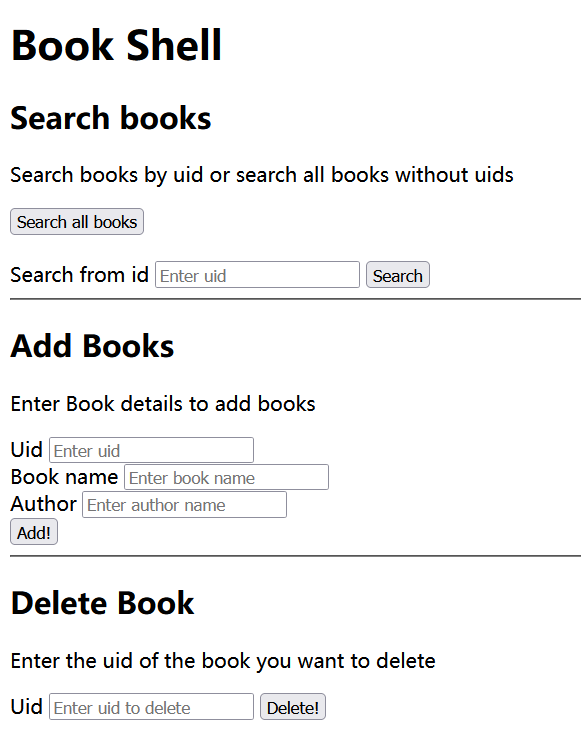 Book Shell
Search books
Search books by uid or search all books without uids
Search all books
Search from id Enter uid Search
Add Books
Enter Book details to add books
Uid Enter uid
Book name Enter book name
Author Enter author name
Add!
Delete Book
Enter the uid of the book you want to delete
Uid Enter uid to delete Delete!